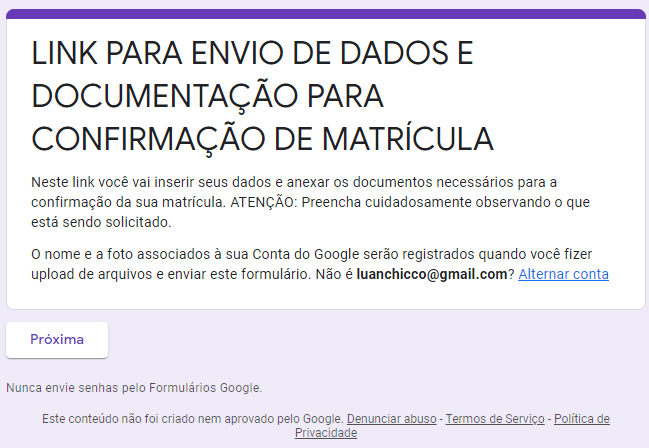 LINK PARA ENVIO DE DADOS E
DOCUMENTAÇÃO PARA
CONFIRMAÇÃO DE MATRÍCULA
Neste link você vai inserir seus dados e anexar os documentos necessários para a
confirmação da sua matrícula. ATENÇÃO: Preencha cuidadosamente observando o que
está sendo solicitado.
O nome e a foto associados à sua Conta do Google serão registrados quando você fizer
upload de arquivos e enviar este formulário. Não é luanchicco@gmail.com? Alternar conta
Próxima
Nunca envie senhas pelo Formulários Google.
Este conteúdo não foi criado nem aprovado pelo Google. Denunciar abuso - Termos de Serviço - Política de
Privacidade